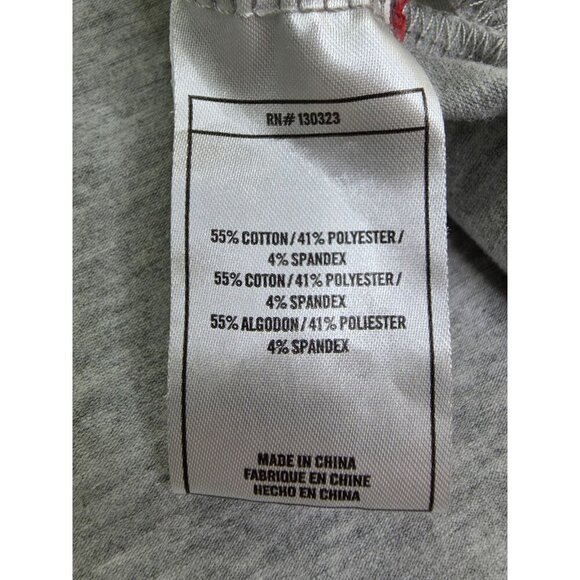 RN# 130323
55% COTTON/41% POLYESTER/
4% SPANDEX
55% COTON/41% POLYESTER/
4% SPANDEX
55% ALGODON/41% POLIESTER
4% SPANDEX
MADE IN CHINA
FABRIQUE EN CHINE
HECHO EN CHINA